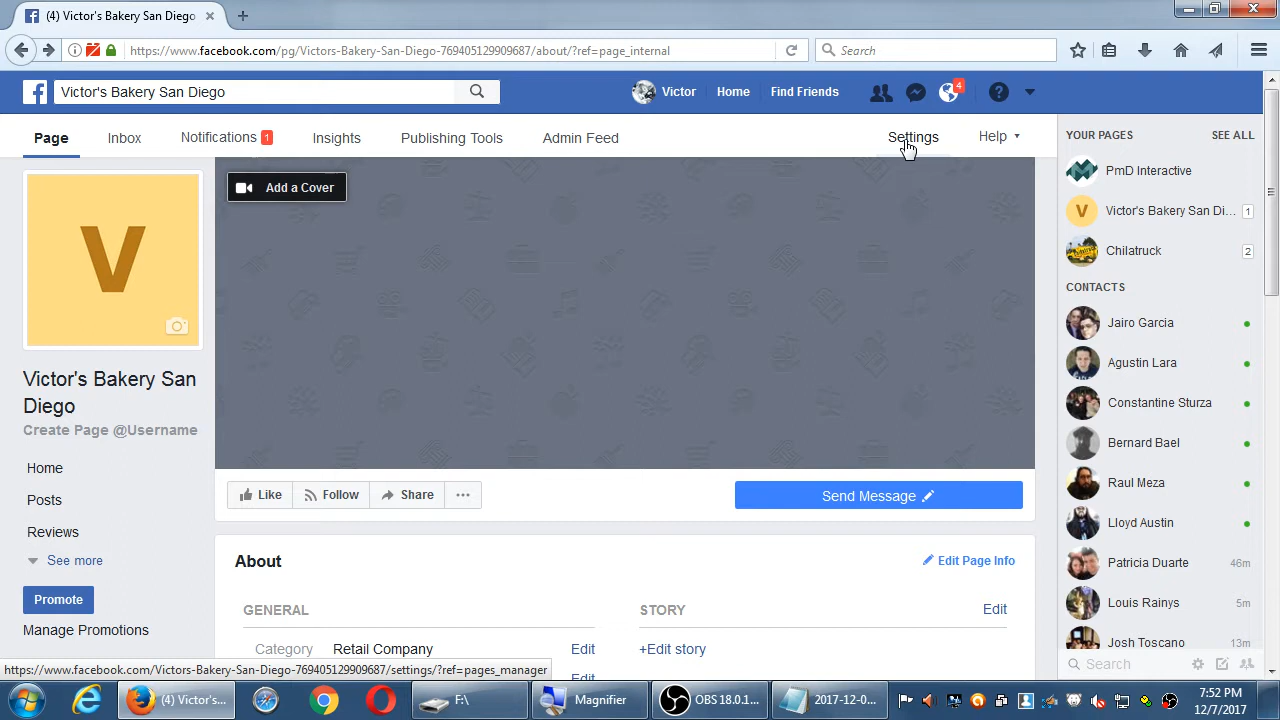 (4) Victor's Bakery San Diego
https://www.facebook.com/pg/Victors-Bakery-San-Diego-769405129909687/about/?ref=page_internal
Search
Victor's Bakery San Diego
Victor
Home
Find Friends
4
Page
Inbox
Notifications 1
Insights
Publishing Tools
Admin Feed
Settings
Help
Add a Cover
V
Victor's Bakery San
Diego
Create Page @Username
Home
Posts
Reviews
See more
Promote
Manage Promotions
Like
Follow
Share
Send Message
About
Edit Page Info
GENERAL
Category
Retail Company
Edit
Edit
STORY
Edit
+Edit story
YOUR PAGES
SEE ALL
PmD Interactive
V
Victor's Bakery San Di...
1
Chilatruck
2
CONTACTS
Jairo Garcia
Agustin Lara
Constantine Sturza
Bernard Bael
Raul Meza
Lloyd Austin
Patricia Duarte
46m
Louis Rainys
5m
Josh Toscano
13m
Search
https://www.facebook.com/Victors-Bakery-San-Diego-769405129909687/settings/?ref=pages_manager
(4) Victor's...
F:\
Magnifier
OBS 18.0.1...
2017-12-0...
7:52 PM
12/7/2017